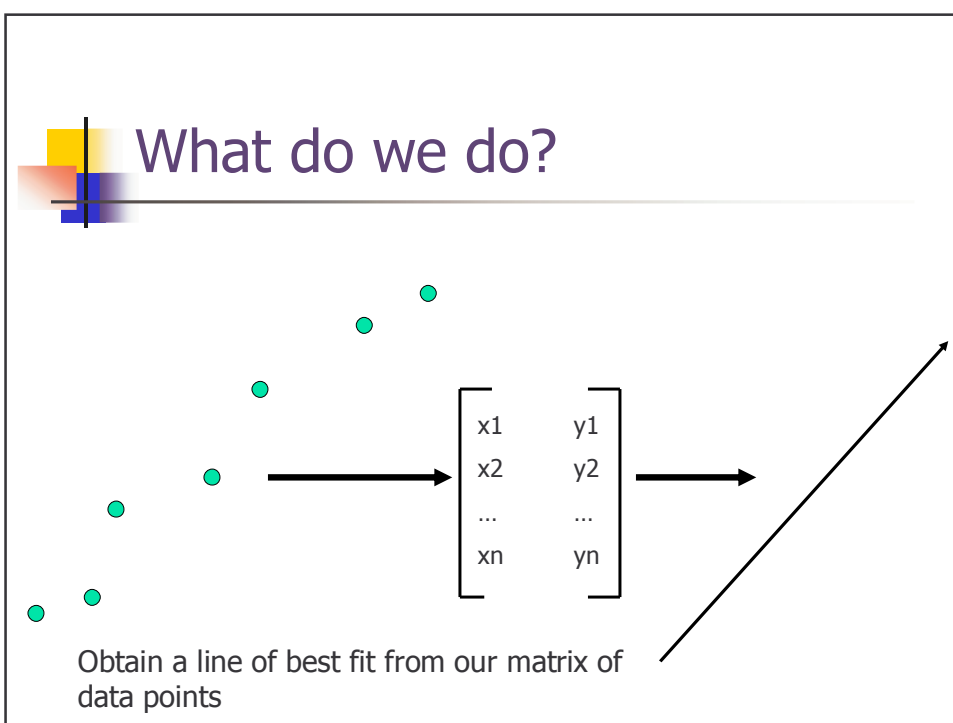 What do we do?
x1 y1
x2 y2
... ...
xn yn
Obtain a line of best fit from our matrix of
data points